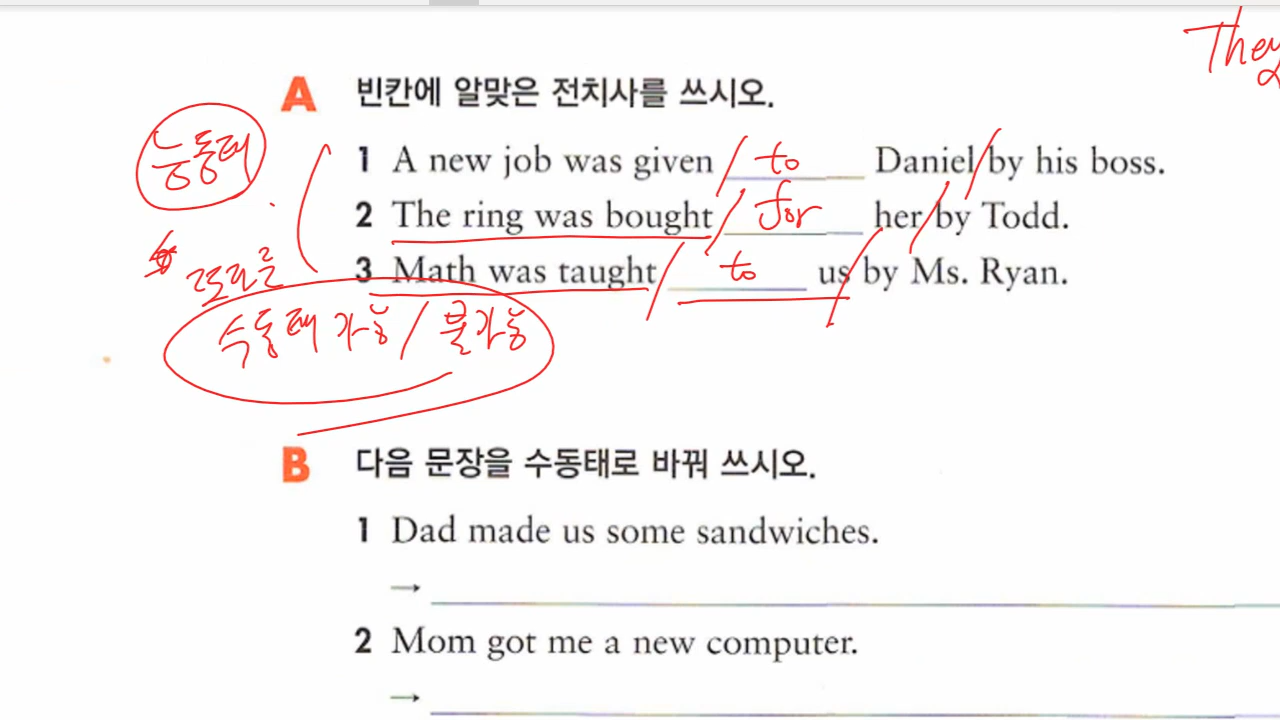 They
A 빈칸에 알맞은 전치사를 쓰시오.
능동태
1 A new job was given / to Daniel / by his boss.
2 The ring was bought / for her / by Todd.
3 Math was taught / to us / by Ms. Ryan.
수동태 가능 / 불가능
B 다음 문장을 수동태로 바꿔 쓰시오.
1 Dad made us some sandwiches.
→
2 Mom got me a new computer.
→